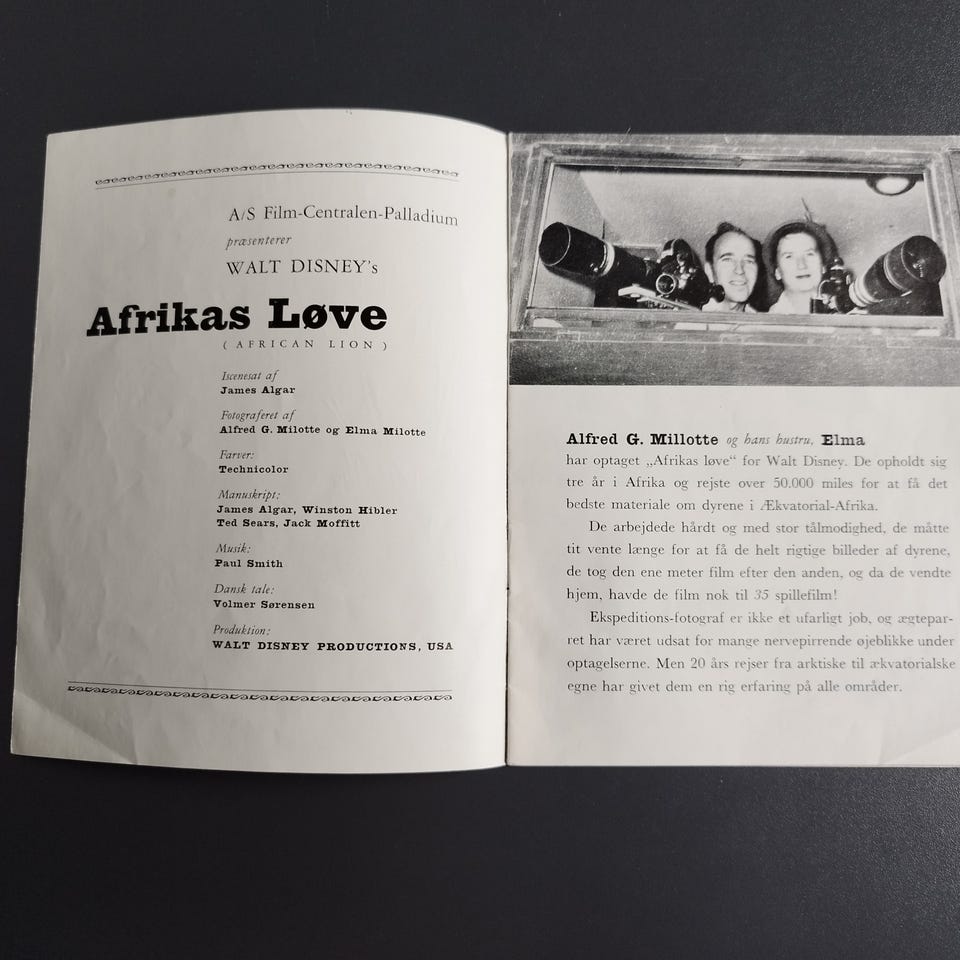 A/S Film-Centralen-Palladium
præsenterer
WALT DISNEY's
Afrikas Løve
( AFRICAN LION )
Iscenesat af
James Algar
Fotograferet af
Alfred G. Milotte og Elma Milotte
Farver:
Technicolor
Manuskript:
James Algar, Winston Hibler
Ted Sears, Jack Moffitt
Musik:
Paul Smith
Dansk tale:
Volmer Sørensen
Produktion:
WALT DISNEY PRODUCTIONS, USA
Alfred G. Millotte og hans hustru, Elma
har optaget „Afrikas løve“ for Walt Disney. De opholdt sig
tre år i Afrika og rejste over 50.000 miles for at få det
bedste materiale om dyrene i Ækvatorial-Afrika.
De arbejdede hårdt og med stor tålmodighed, de måtte
tit vente længe for at få de helt rigtige billeder af dyrene,
de tog den ene meter film efter den anden, og da de vendte
hjem, havde de film nok til 35 spillefilm!
Ekspeditions-fotograf er ikke et ufarligt job, og ægtepar-
ret har været udsat for mange nervepirrende øjeblikke under
optagelserne. Men 20 års rejser fra arktiske til ækvatorialske
egne har givet dem en rig erfaring på alle områder.